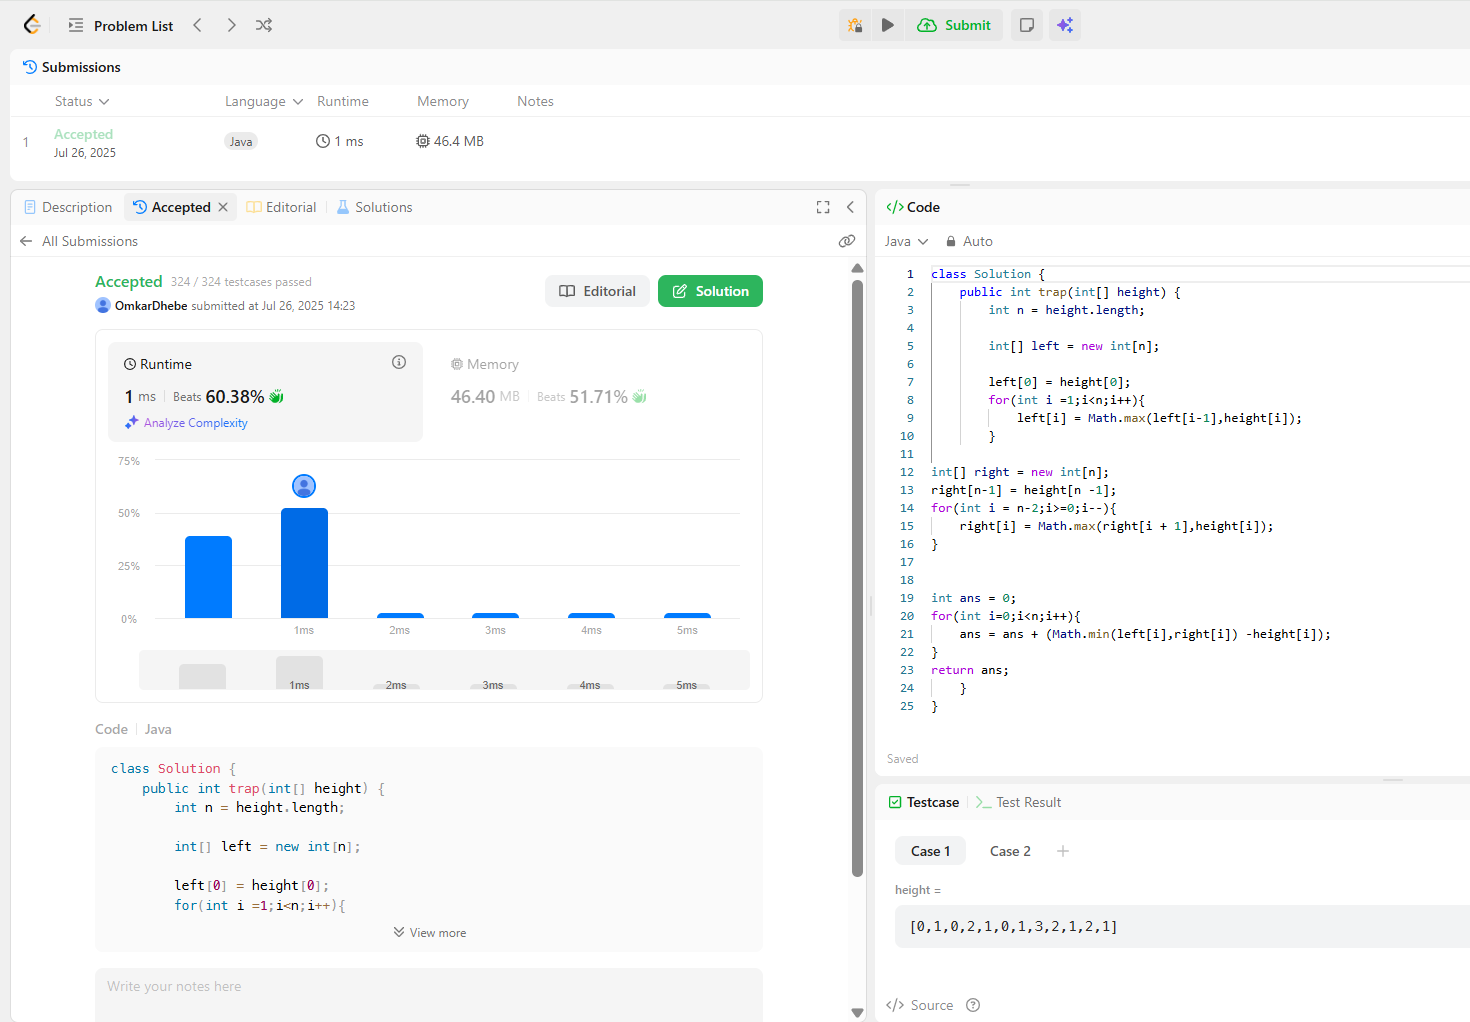 Problem List
Submit
Submissions
Status Language Runtime Memory Notes
1 Accepted Java 1 ms 46.4 MB
Jul 26, 2025
Description Accepted Editorial Solutions
All Submissions
Accepted 324 / 324 testcases passed
OmkarDhebe submitted at Jul 26, 2025 14:23
Editorial
Solution
Runtime
1 ms Beats 60.38%
Analyze Complexity
Memory
46.40 MB Beats 51.71%
75%
50%
25%
0%
1ms 2ms 3ms 4ms 5ms
1ms 2ms 3ms 4ms 5ms
Code Java
class Solution {
public int trap(int[] height) {
int n = height.length;
int[] left = new int[n];
left[0] = height[0];
for(int i =1;i<n;i++){
View more
Write your notes here
Code
Java Auto
1 class Solution {
2 public int trap(int[] height) {
3 int n = height.length;
4
5 int[] left = new int[n];
6
7 left[0] = height[0];
8 for(int i =1;i<n;i++){
9 left[i] = Math.max(left[i-1],height[i]);
10 }
11
12 int[] right = new int[n];
13 right[n-1] = height[n -1];
14 for(int i = n-2;i>=0;i--){
15 right[i] = Math.max(right[i + 1],height[i]);
16 }
17
18
19 int ans = 0;
20 for(int i=0;i<n;i++){
21 ans = ans + (Math.min(left[i],right[i]) -height[i]);
22 }
23 return ans;
24 }
25 }
Saved
Testcase Test Result
Case 1 Case 2
height =
[0,1,0,2,1,0,1,3,2,1,2,1]
Source